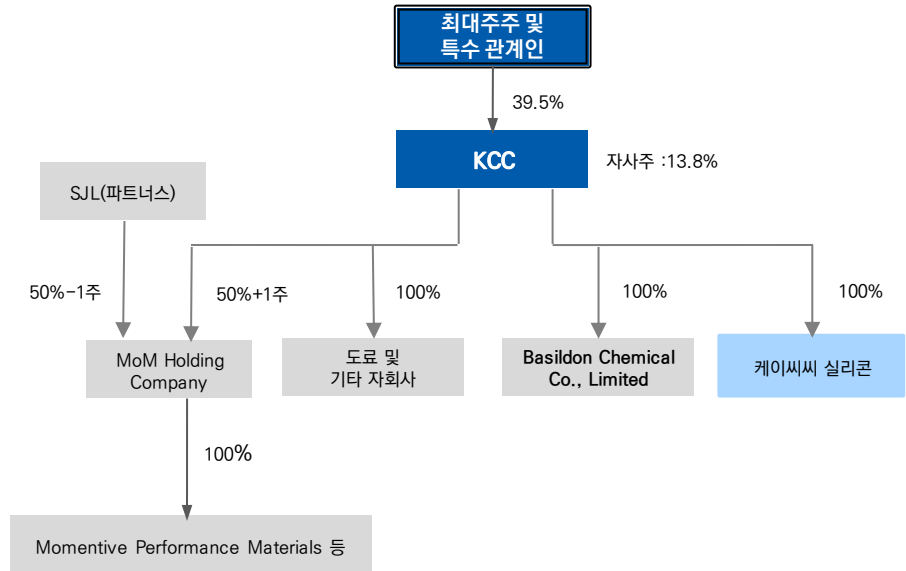 최대주주 및
특수 관계인
39.5%
KCC
자사주 :13.8%
SJL(파트너스)
50%-1주
50%+1주
100%
100%
100%
MoM Holding
Company
도료 및
기타 자회사
Basildon Chemical
Co., Limited
케이씨씨 실리콘
100%
Momentive Performance Materials 등